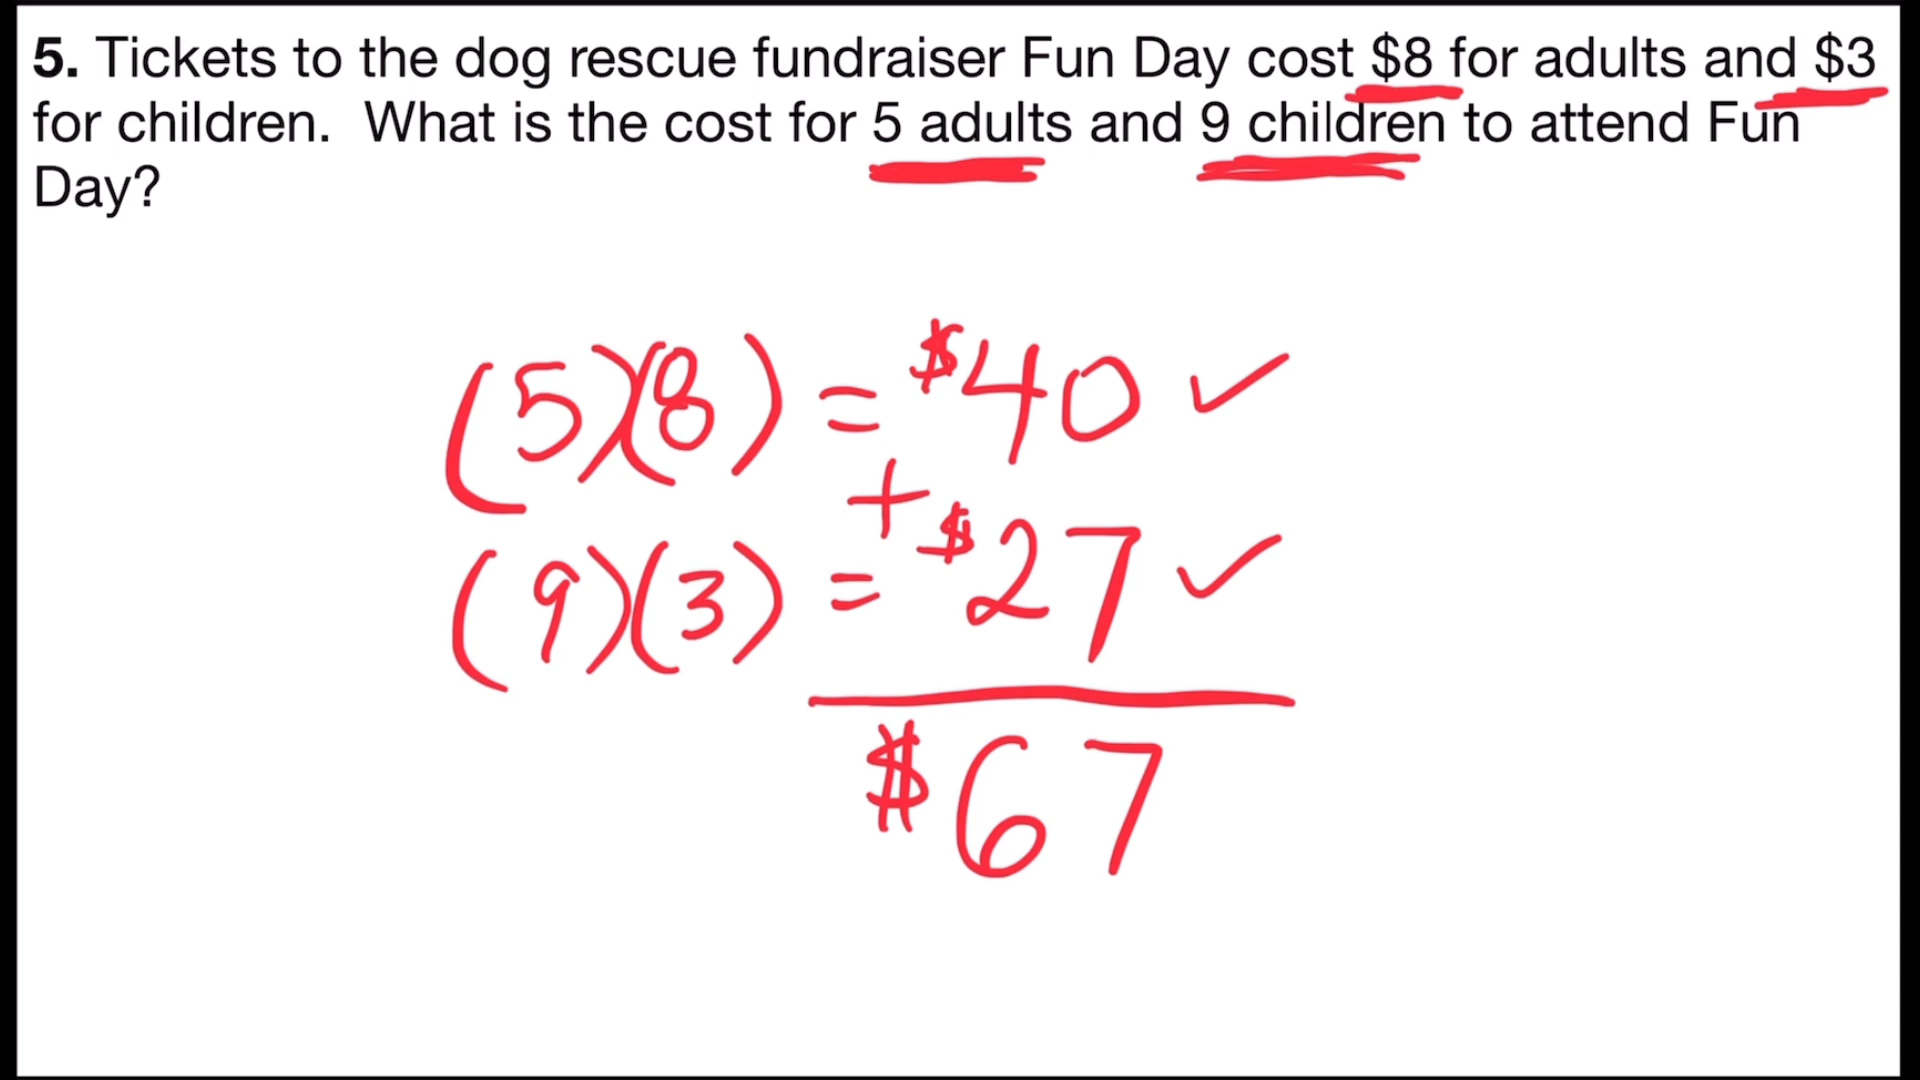 5. Tickets to the dog rescue fundraiser Fun Day cost $8 for adults and $3
for children. What is the cost for 5 adults and 9 children to attend Fun
Day?
(5)(8) = $40 ✓
+
(9)(3) = $27 ✓
$67